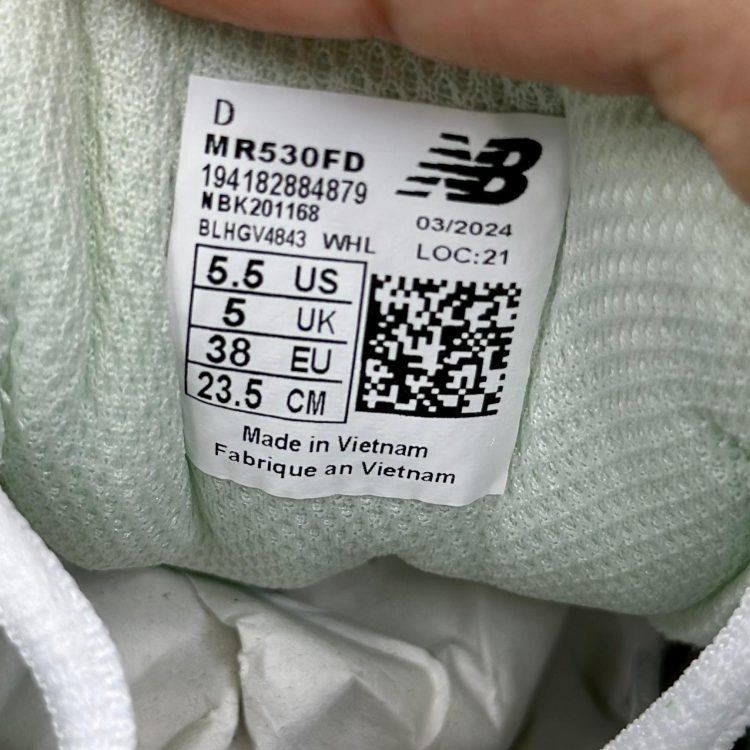 D
MR530FD
194182884879
NBK201168
BLHGV4843 WHL
NB
03/2024
LOC:21
5.5 US
5 UK
38 EU
23.5 CM
Made in Vietnam
Fabrique an Vietnam